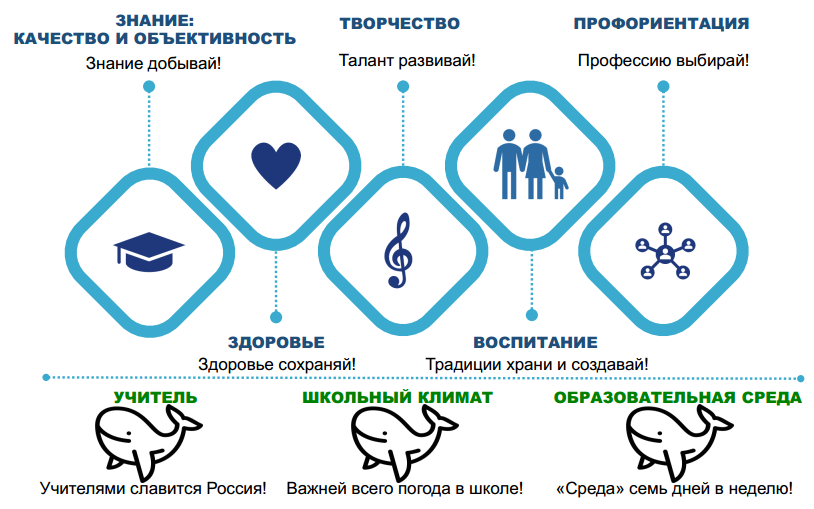 ЗНАНИЕ:
КАЧЕСТВО И ОБЪЕКТИВНОСТЬ
Знание добывай!
ТВОРЧЕСТВО
Талант развивай!
ПРОФОРИЕНТАЦИЯ
Профессию выбирай!
ЗДОРОВЬЕ
Здоровье сохраняй!
ВОСПИТАНИЕ
Традиции храни и создавай!
УЧИТЕЛЬ
Учителями славится Россия!
ШКОЛЬНЫЙ КЛИМАТ
Важней всего погода в школе!
ОБРАЗОВАТЕЛЬНАЯ СРЕДА
«Среда» семь дней в неделю!